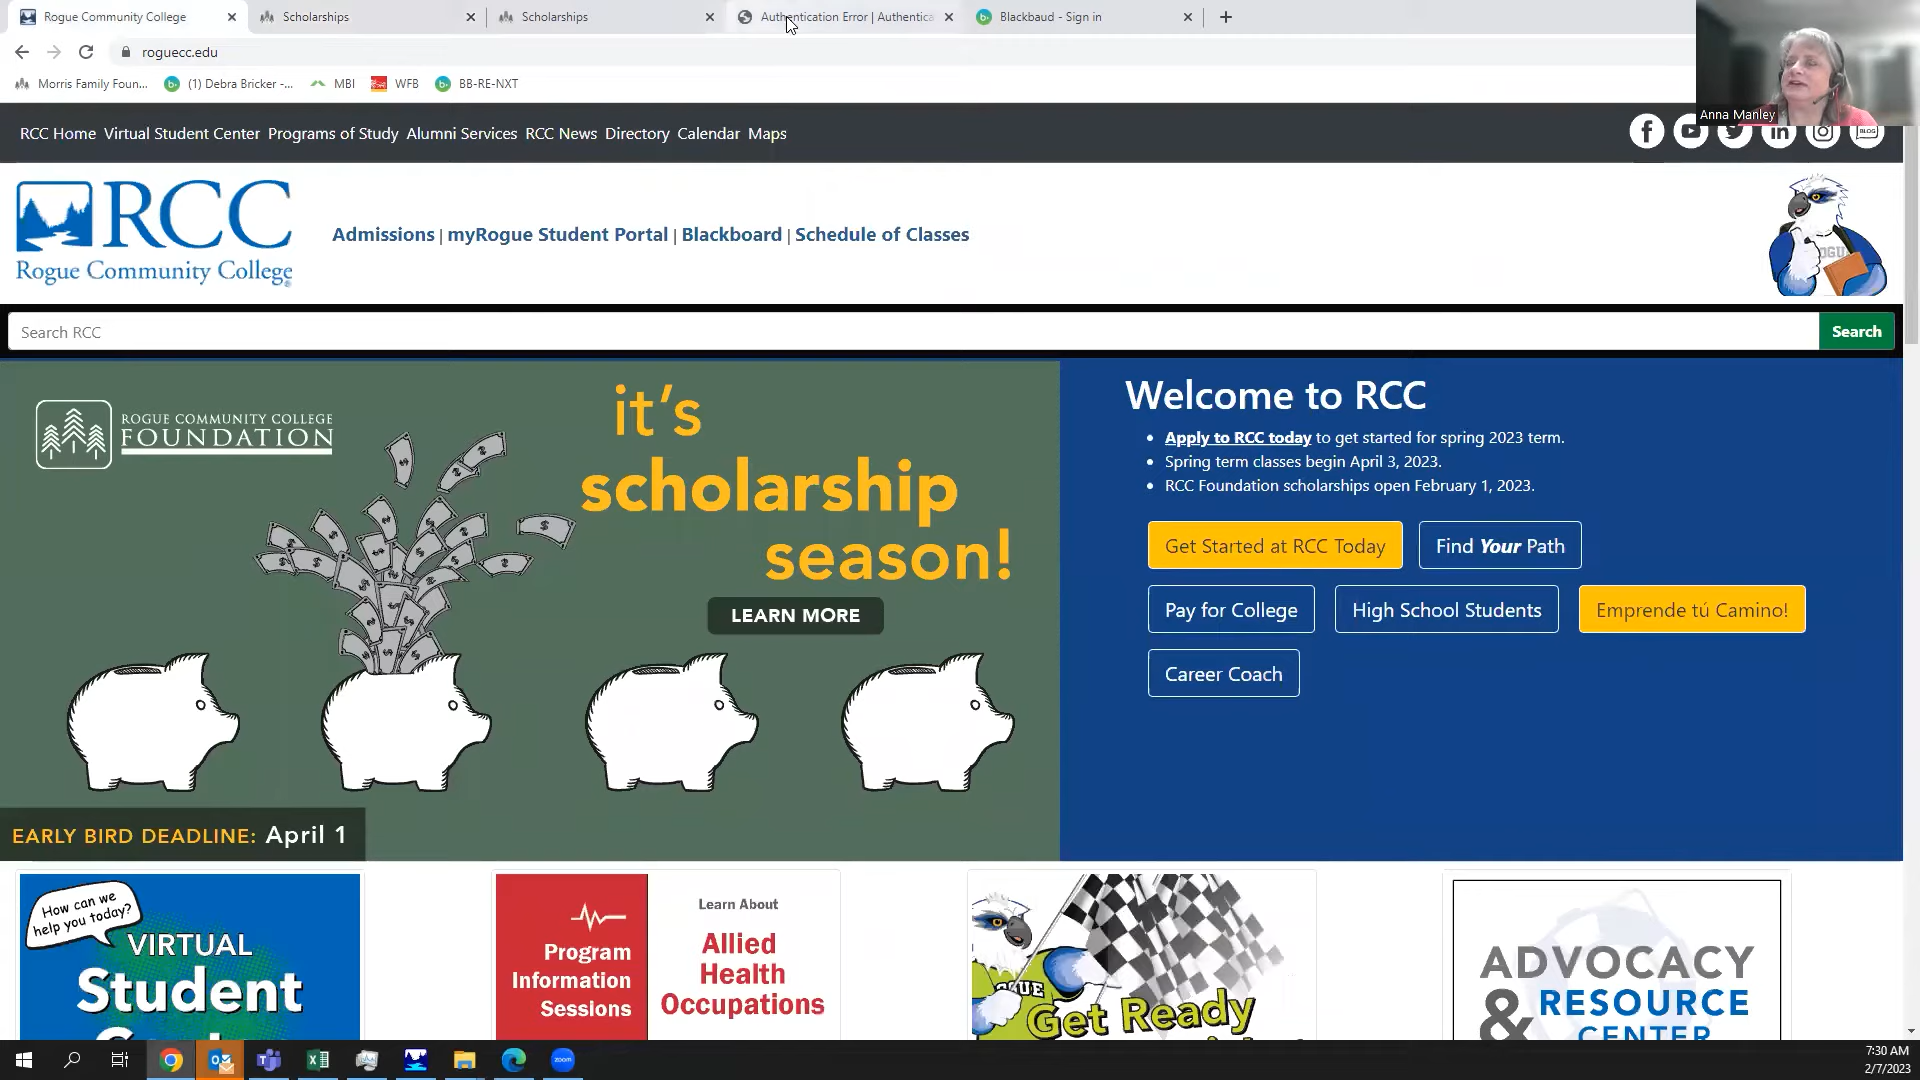 Rogue Community College
Scholarships
Scholarships
Authentication Error | Authentica
Blackbaud - Sign in
roguecc.edu
Morris Family Foun...
(1) Debra Bricker -...
MBI
WFB
BB-RE-NXT
Anna Manley
RCC Home Virtual Student Center Programs of Study Alumni Services RCC News Directory Calendar Maps
BLOG
RCC
Rogue Community College
Admissions | myRogue Student Portal | Blackboard | Schedule of Classes
Search RCC
Search
ROGUE COMMUNITY COLLEGE
FOUNDATION
it's
scholarship
season!
LEARN MORE
EARLY BIRD DEADLINE: April 1
Welcome to RCC
• Apply to RCC today to get started for spring 2023 term.
• Spring term classes begin April 3, 2023.
• RCC Foundation scholarships open February 1, 2023.
Get Started at RCC Today
Find Your Path
Pay for College
High School Students
Emprende tú Camino!
Career Coach
How can we
help you today?
VIRTUAL
Student
Program
Information
Sessions
Learn About
Allied
Health
Occupations
Get Ready
ADVOCACY
& RESOURCE
CENTER
zoom
7:30 AM
2/7/2023